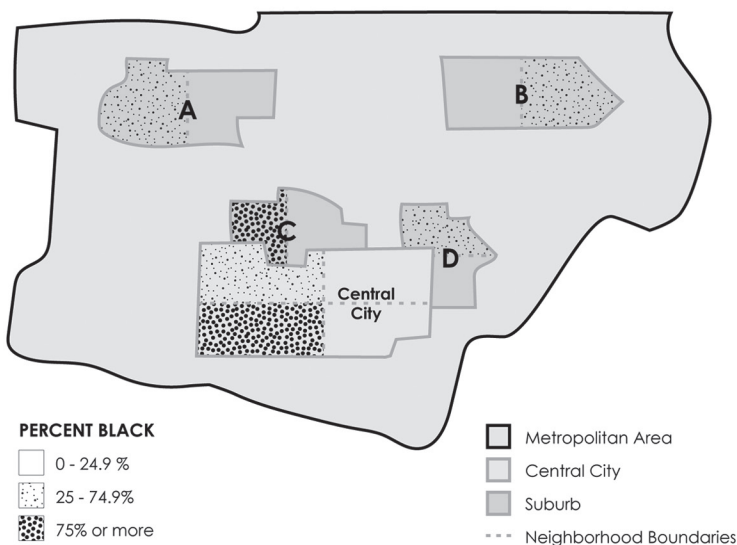 A
B
C
D
Central
City
PERCENT BLACK
0 - 24.9 %
25 - 74.9%
75% or more
Metropolitan Area
Central City
Suburb
Neighborhood Boundaries